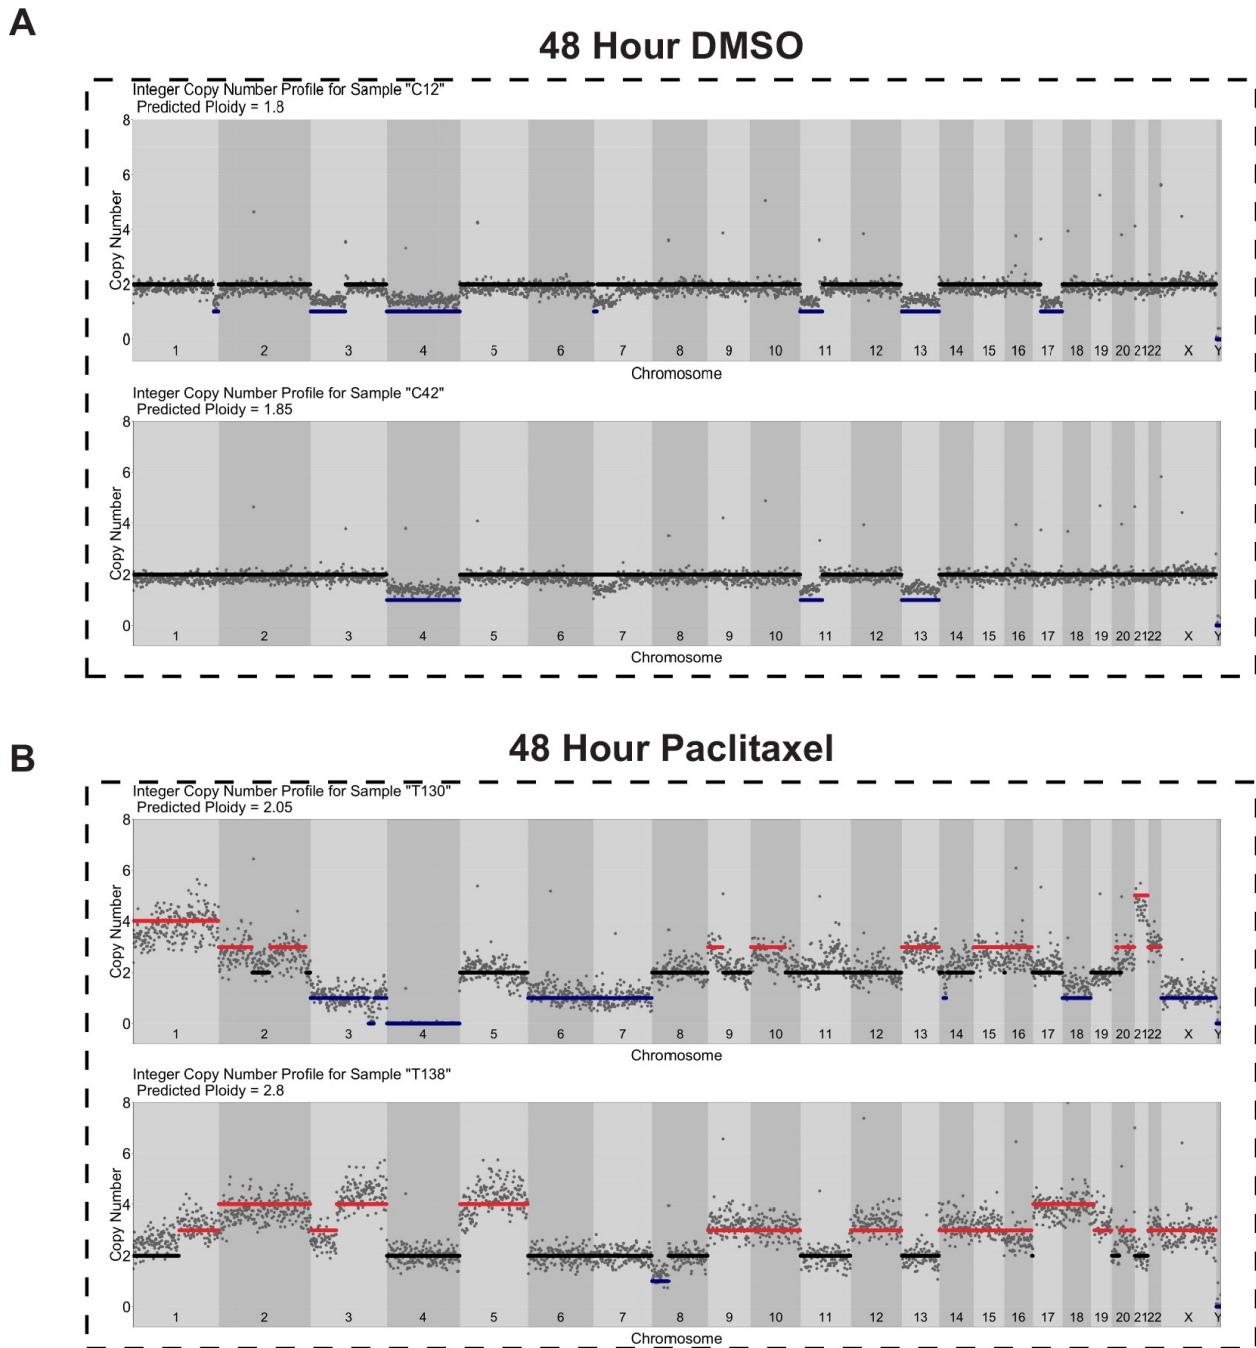 A
48 Hour DMSO
Integer Copy Number Profile for Sample "C12"
Predicted Ploidy = 1.8
Copy Number
8
6
4
2
0
1 2 3 4 5 6 7 8 9 10 11 12 13 14 15 16 17 18 19 20 21 22 X Y
Chromosome
Integer Copy Number Profile for Sample "C42"
Predicted Ploidy = 1.85
Copy Number
8
6
4
2
0
1 2 3 4 5 6 7 8 9 10 11 12 13 14 15 16 17 18 19 20 21 22 X Y
Chromosome
B
48 Hour Paclitaxel
Integer Copy Number Profile for Sample "T130"
Predicted Ploidy = 2.05
Copy Number
8
6
4
2
0
1 2 3 4 5 6 7 8 9 10 11 12 13 14 15 16 17 18 19 20 21 22 X Y
Chromosome
Integer Copy Number Profile for Sample "T138"
Predicted Ploidy = 2.8
Copy Number
8
6
4
2
0
1 2 3 4 5 6 7 8 9 10 11 12 13 14 15 16 17 18 19 20 21 22 X Y
Chromosome